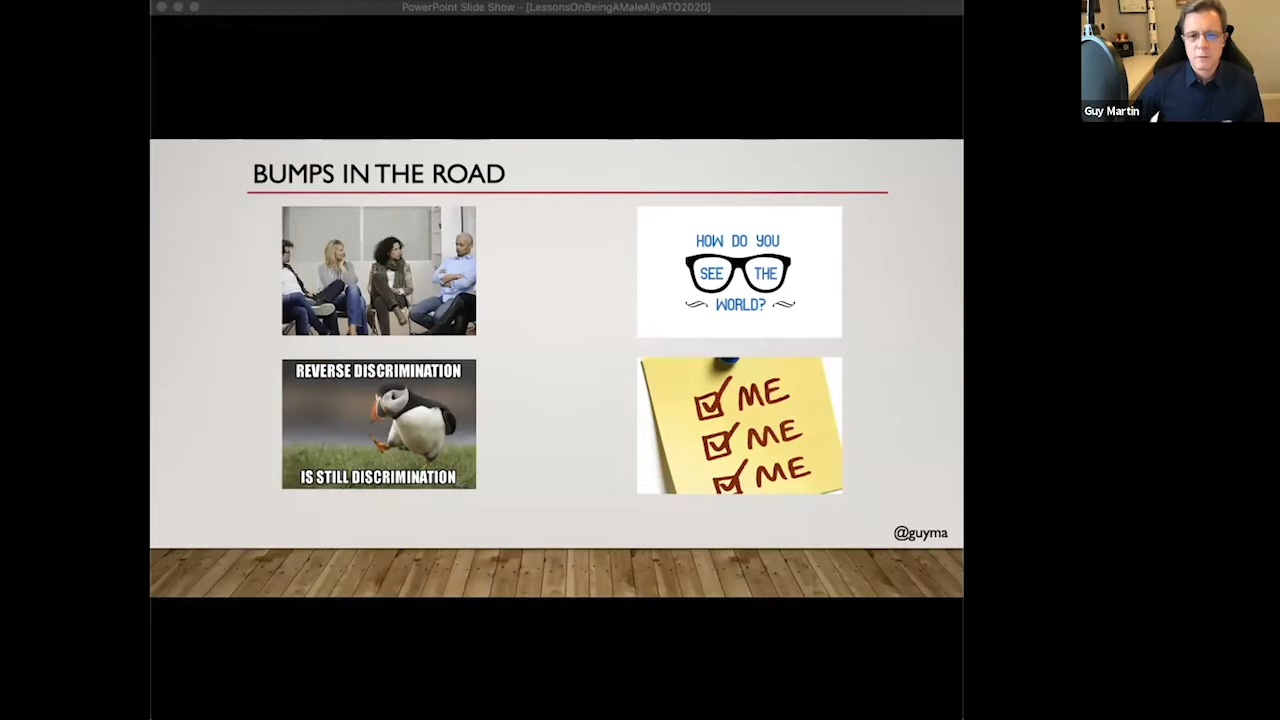 PowerPoint Slide Show - [LessonsOnBeingAMaleAllyATO2020]
Guy Martin
BUMPS IN THE ROAD
HOW DO YOU
SEE THE
WORLD?
REVERSE DISCRIMINATION
IS STILL DISCRIMINATION
ME
ME
ME
@guyma